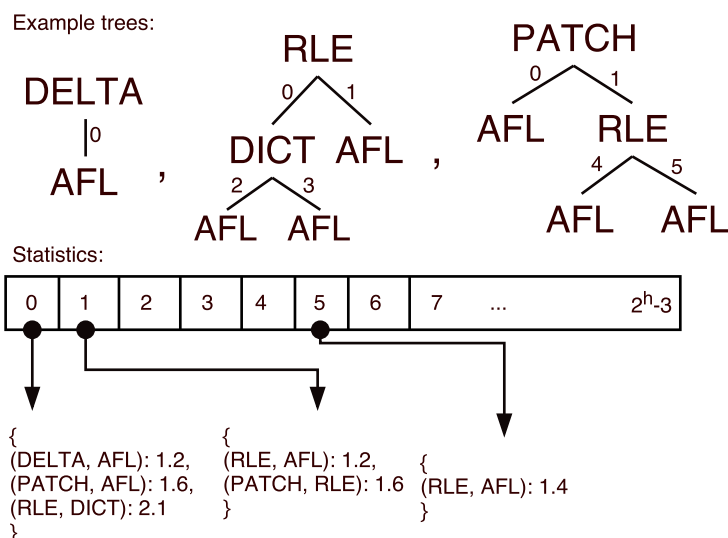 Example trees:
DELTA
0
AFL
,
RLE
0 1
DICT AFL
2 3
AFL AFL
,
PATCH
0 1
AFL RLE
4 5
AFL AFL
Statistics:
0 1 2 3 4 5 6 7 ... 2^h-3
{
(DELTA, AFL): 1.2,
(PATCH, AFL): 1.6,
(RLE, DICT): 2.1
}
{
(RLE, AFL): 1.2,
(PATCH, RLE): 1.6
}
{
(RLE, AFL): 1.4
}